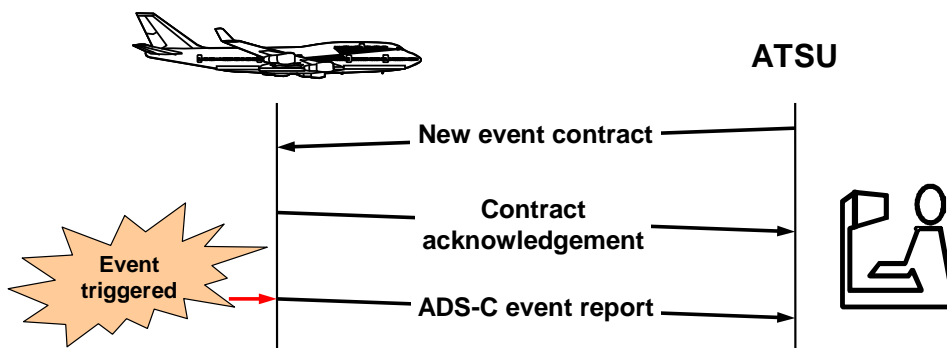 ATSU
New event contract
Contract
acknowledgement
Event
triggered
ADS-C event report